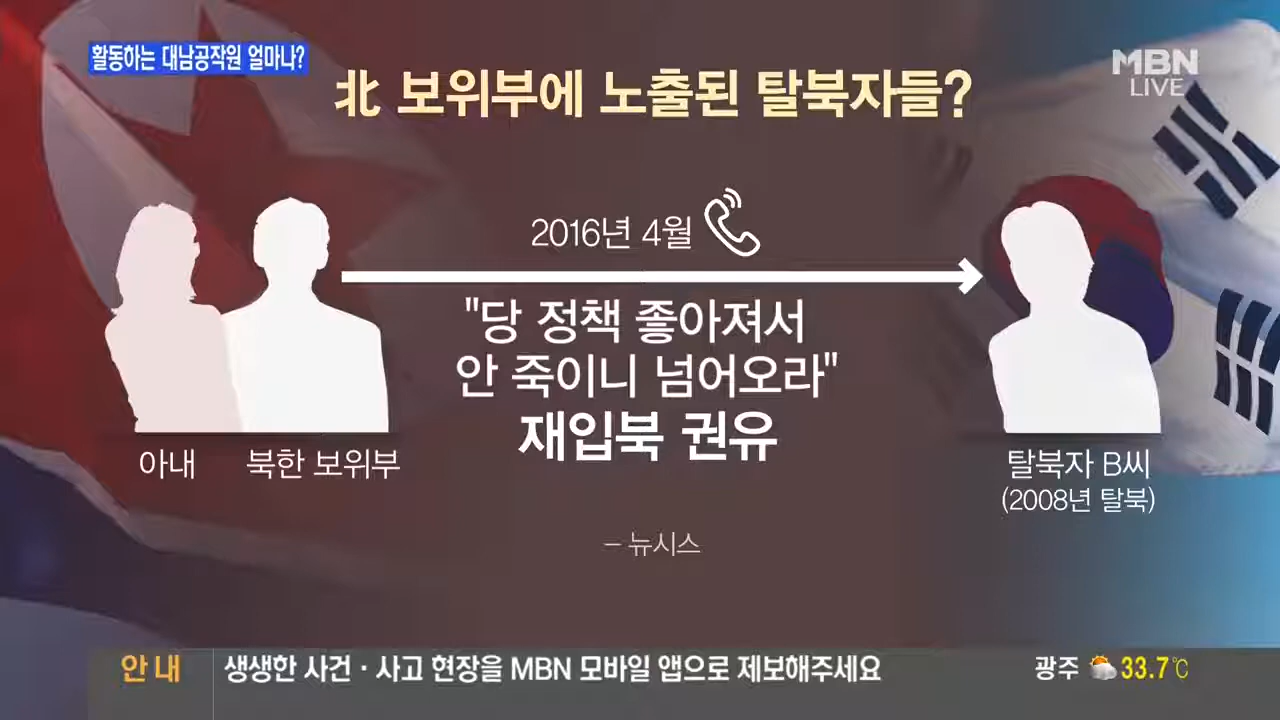 활동하는 대남공작원 얼마나?
MBN
LIVE
北 보위부에 노출된 탈북자들?
2016년 4월
"당 정책 좋아져서
안 죽이니 넘어오라"
재입북 권유
아내
북한 보위부
탈북자 B씨
(2008년 탈북)
- 뉴시스
안내
생생한 사건·사고 현장을 MBN 모바일 앱으로 제보해주세요
광주 33.7℃